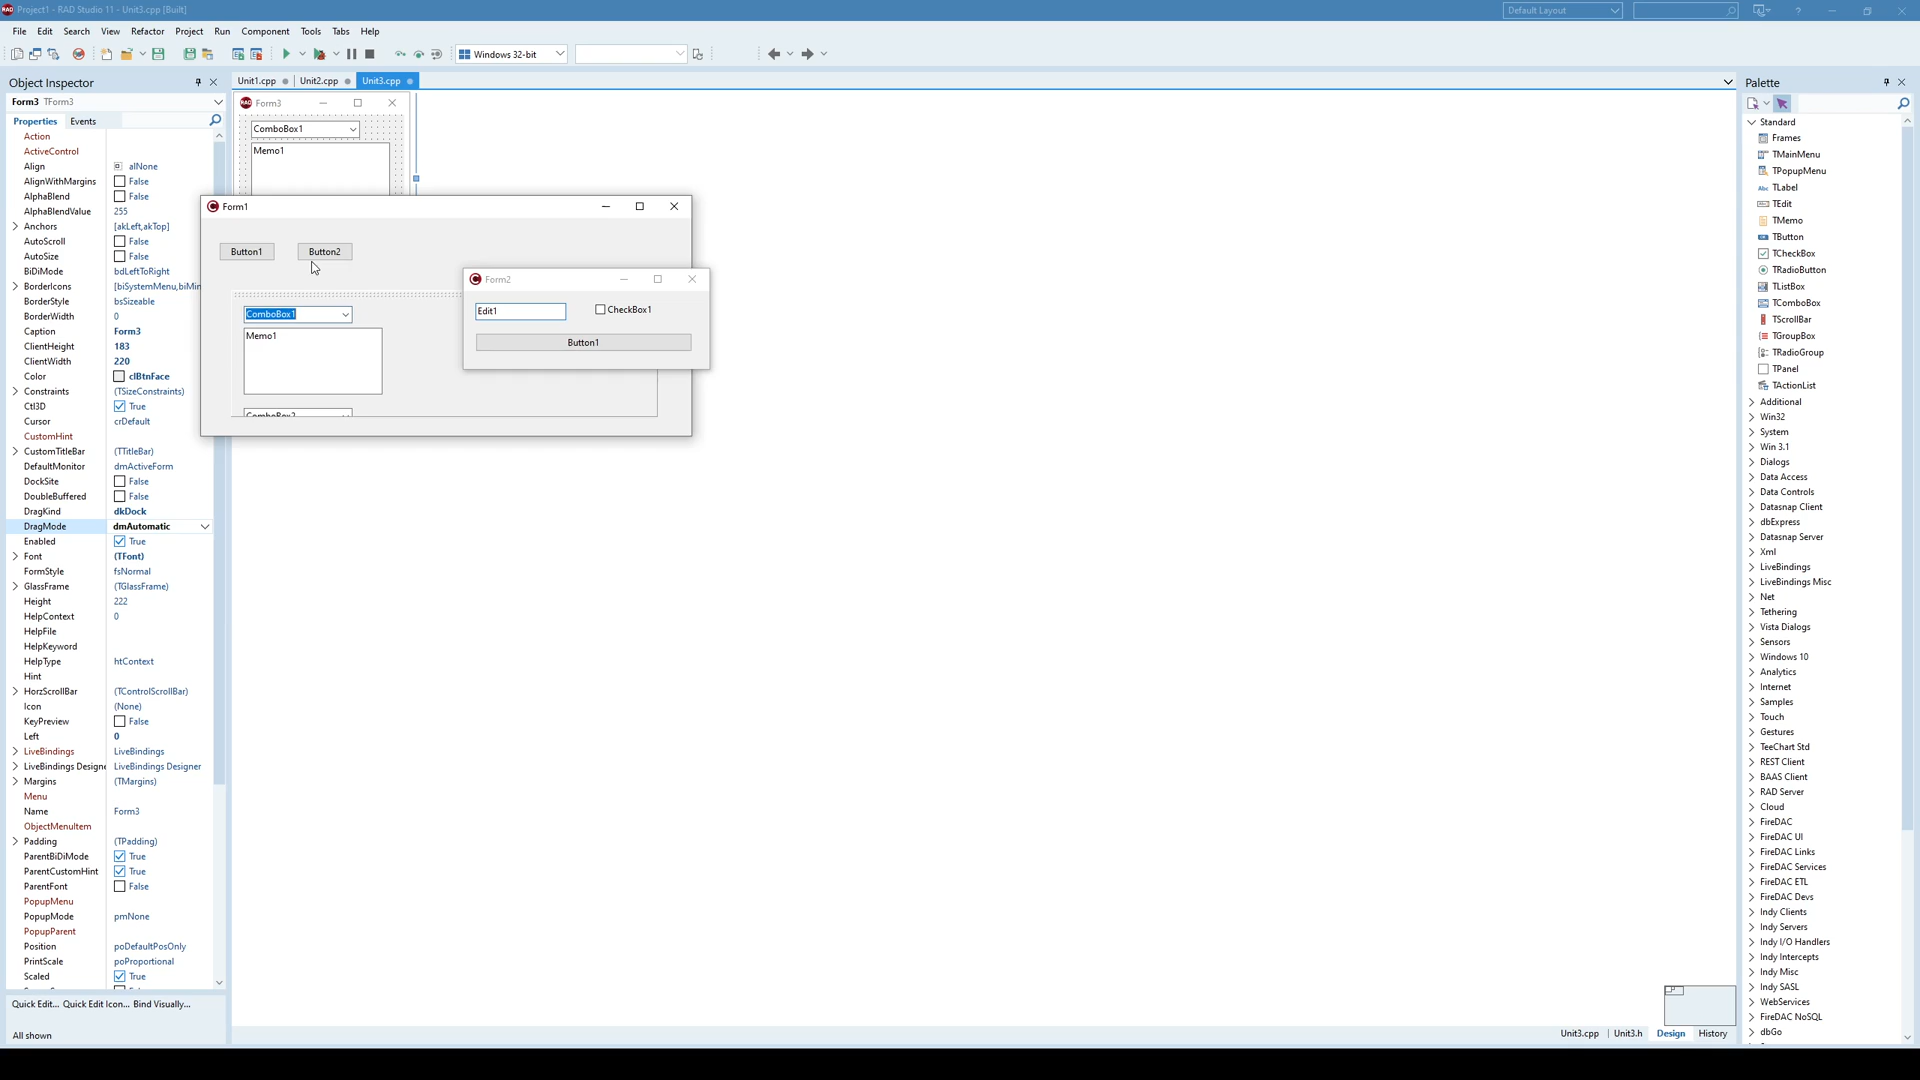 Project1 - RAD Studio 11 - Unit3.cpp [Built]
Default Layout
File Edit Search View Refactor Project Run Component Tools Tabs Help
Windows 32-bit
Object Inspector
Form3 TForm3
Properties Events
Action
ActiveControl
Align alNone
AlignWithMargins False
AlphaBlend False
AlphaBlendValue 255
Anchors [akLeft,akTop]
AutoScroll False
AutoSize False
BiDiMode bdLeftToRight
BorderIcons [biSystemMenu,biMin
BorderStyle bsSizeable
BorderWidth 0
Caption Form3
ClientHeight 183
ClientWidth 220
Color clBtnFace
Constraints (TSizeConstraints)
Ctl3D True
Cursor crDefault
CustomHint
CustomTitleBar (TTitleBar)
DefaultMonitor dmActiveForm
DockSite False
DoubleBuffered False
DragKind dkDock
DragMode dmAutomatic
Enabled True
Font (TFont)
FormStyle fsNormal
GlassFrame (TGlassFrame)
Height 222
HelpContext 0
HelpFile
HelpKeyword
HelpType htContext
Hint
HorzScrollBar (TControlScrollBar)
Icon (None)
KeyPreview False
Left 0
LiveBindings LiveBindings
LiveBindings Designe LiveBindings Designer
Margins (TMargins)
Menu
Name Form3
ObjectMenuItem
Padding (TPadding)
ParentBiDiMode True
ParentCustomHint True
ParentFont False
PopupMenu
PopupMode pmNone
PopupParent
Position poDefaultPosOnly
PrintScale poProportional
Scaled True
Quick Edit... Quick Edit Icon... Bind Visually...
All shown
Unit1.cpp Unit2.cpp Unit3.cpp
Form3
ComboBox1
Memo1
Form1
Button1 Button2
ComboBox1
Memo1
ComboBox2
Form2
Edit1 CheckBox1
Button1
Unit3.cpp Unit3.h Design History
Palette
Standard
Frames
TMainMenu
TPopupMenu
TLabel
TEdit
TMemo
TButton
TCheckBox
TRadioButton
TListBox
TComboBox
TScrollBar
TGroupBox
TRadioGroup
TPanel
TActionList
Additional
Win32
System
Win 3.1
Dialogs
Data Access
Data Controls
Datasnap Client
dbExpress
Datasnap Server
Xml
LiveBindings
LiveBindings Misc
Net
Tethering
Vista Dialogs
Sensors
Windows 10
Analytics
Internet
Samples
Touch
Gestures
TeeChart Std
REST Client
BAAS Client
RAD Server
Cloud
FireDAC
FireDAC UI
FireDAC Links
FireDAC Services
FireDAC ETL
FireDAC Devs
Indy Clients
Indy Servers
Indy I/O Handlers
Indy Intercepts
Indy Misc
Indy SASL
WebServices
FireDAC NoSQL
dbGo